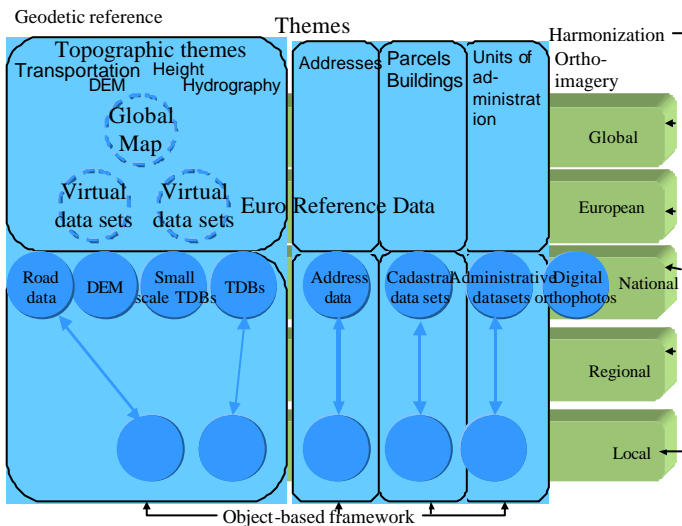 Geodetic reference
Themes
Harmonization
Topographic themes
Transportation
Height
DEM
Hydrography
Addresses
Parcels
Buildings
Units of
ad-
ministrat
ion
Ortho-
imagery
Global
Map
Global
Virtual
data sets
Virtual
data sets
Euro Reference Data
European
Road
data
DEM
Small
scale TDBs
TDBs
Address
data
Cadastral
data sets
Administrative
datasets
Digital
orthophotos
National
Regional
Local
Object-based framework